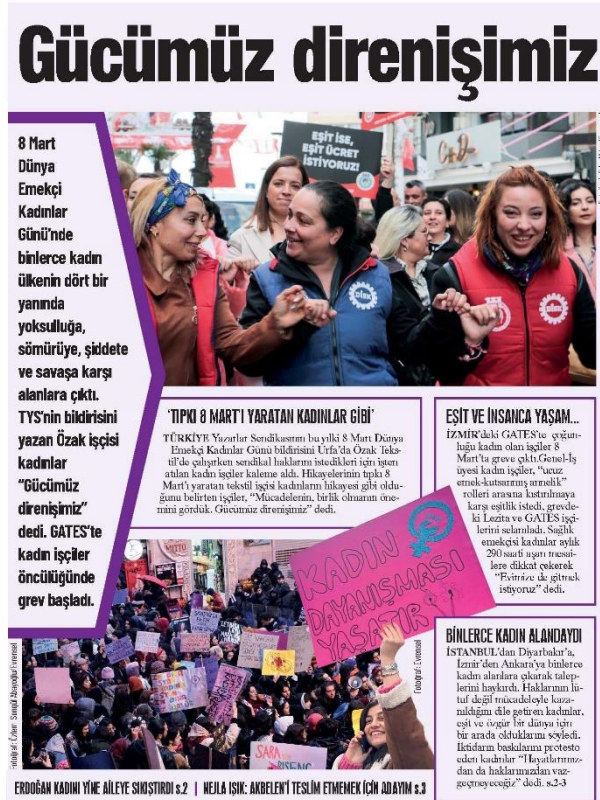 Gücümüz direnişimiz
8 Mart
Dünya
Emekçi
Kadınlar
Günü'nde
binlerce kadın
ülkenin dört bir
yanında
yoksulluğa,
sömürüye, şiddete
ve savaşa karşı
alanlara çıktı.
TYS'nin bildirisini
yazan Özak işçisi
kadınlar
“Gücümüz
direnişimiz”
dedi. GATES'te
kadın işçiler
öncülüğünde
grev başladı.
EŞİT İSE,
EŞİT ÜCRET
İSTİYORUZ!
DİSK
DİSK
'TIPKI 8 MART'I YARATAN KADINLAR GİBİ'
TÜRKİYE Yazarlar Sendikasının bu yılki 8 Mart Dünya
Emekçi Kadınlar Günü bildirisini Urfa'da Özak Teks-
til'de çalışırken sendikal haklarını istedikleri için işten
atılan kadın işçiler kaleme aldı. Hikayelerinin tıpkı 8
Mart'ı yaratan tekstil işçisi kadınların hikayesi gibi oldu-
ğunu belirten işçiler, “Mücadelenin, birlik olmanın öne-
mini gördük. Gücümüz direnişimiz” dedi.
EŞİT VE İNSANCA YAŞAM...
İZMİR'deki GATES'te çoğun-
luğu kadın olan işçiler 8
Mart'ta greve çıktı.Genel-İş
üyesi kadın işçiler, “ucuz
emek-kutsanmış annelik”
rolleri arasına kıstırılmaya
karşı eşitlik istedi, grevde-
ki Lezita ve GATES işçi-
lerini selamladı. Sağlık
emekçisi kadınlar aylık
290 saati aşan mesai-
lere dikkat çekerek
“Evimize de gitmek
istiyoruz” dedi.
KADIN
DAYANIŞMASI
YAŞATIR
SARA
Fotoğraf: Evrensel
BİNLERCE KADIN ALANDAYDI
İSTANBUL'dan Diyarbakır'a,
İzmir'den Ankara'ya binlerce
kadın alanlara çıkarak talep-
lerini haykırdı. Haklarının lü-
tuf değil mücadeleyle kaza-
nıldığını dile getiren kadınlar,
eşit ve özgür bir dünya için
bir arada olduklarını söyledi.
İktidarın baskılarını protesto
eden kadınlar “Hayatlarımız-
dan da haklarımızdan vaz-
geçmeyeceğiz” dedi. s.2-3
ERDOĞAN KADINI YİNE AİLEYE SIKIŞTIRDI s.2 | NEJLA IŞIK: AKBELEN'İ TESLİM ETMEMEK İÇİN ADAYIM s.3